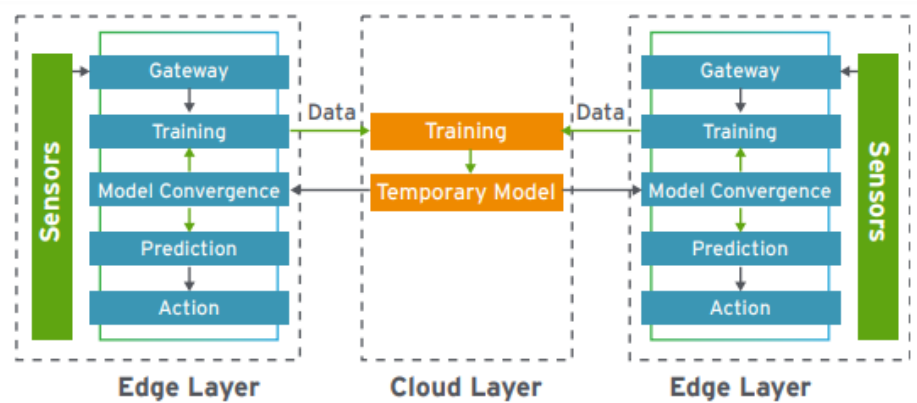 Sensors
Gateway
Training
Model Convergence
Prediction
Action
Edge Layer
Data
Training
Temporary Model
Cloud Layer
Data
Gateway
Training
Model Convergence
Prediction
Action
Sensors
Edge Layer